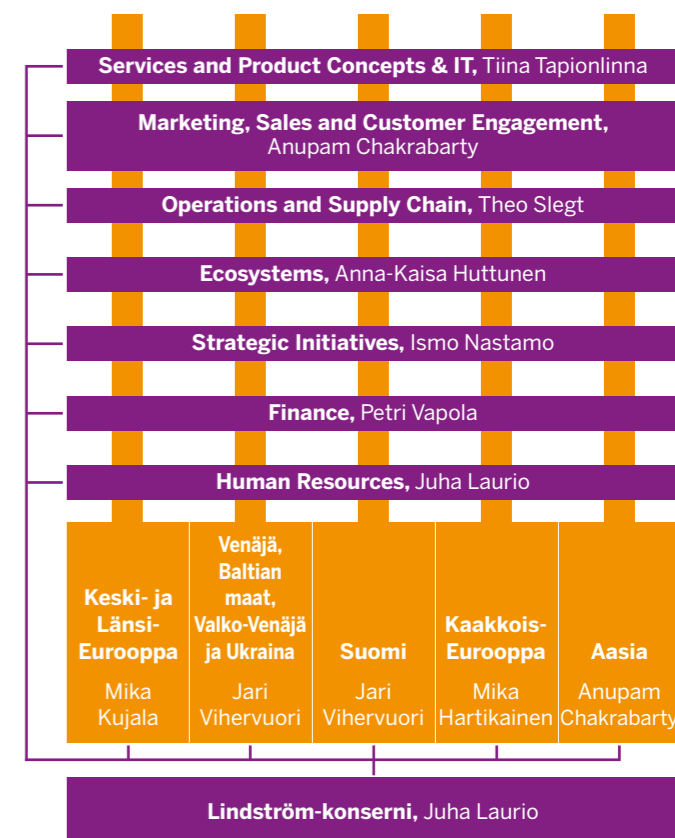 Services and Product Concepts & IT, Tiina Tapionlinna
Marketing, Sales and Customer Engagement,
Anupam Chakrabarty
Operations and Supply Chain, Theo Slegt
Ecosystems, Anna-Kaisa Huttunen
Strategic Initiatives, Ismo Nastamo
Finance, Petri Vapola
Human Resources, Juha Laurio
Keski- ja
Länsi-
Eurooppa
Mika
Kujala
Venäjä,
Baltian
maat,
Valko-Venäjä
ja Ukraina
Jari
Vihervuori
Suomi
Jari
Vihervuori
Kaakkois-
Eurooppa
Mika
Hartikainen
Aasia
Anupam
Chakrabarty
Lindström-konserni, Juha Laurio